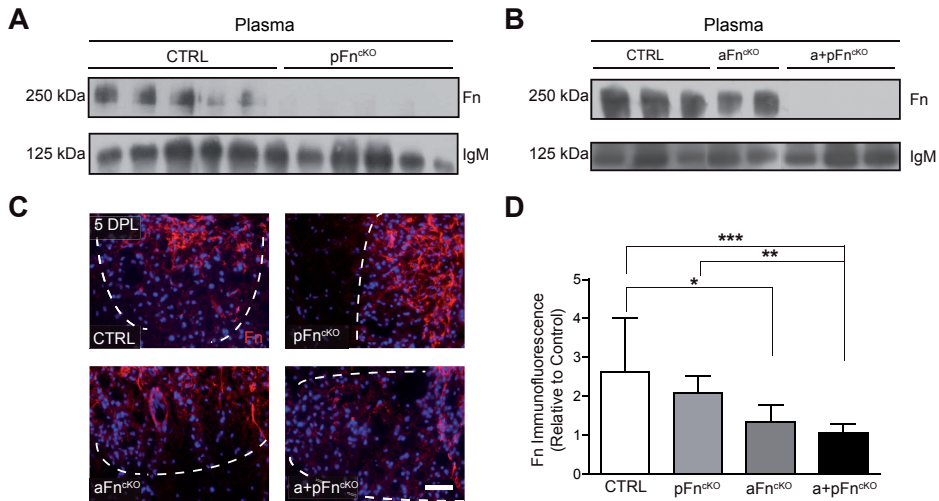 A
Plasma
CTRL pFn^cKO
250 kDa Fn
125 kDa IgM
B
Plasma
CTRL aFn^cKO a+pFn^cKO
250 kDa Fn
125 kDa IgM
C
5 DPL
CTRL Fn
pFn^cKO
aFn^cKO
a+pFn^cKO
D
***
**
*
Fn Immunofluorescence
(Relative to Control)
5
4
3
2
1
0
CTRL pFn^cKO aFn^cKO a+pFn^cKO